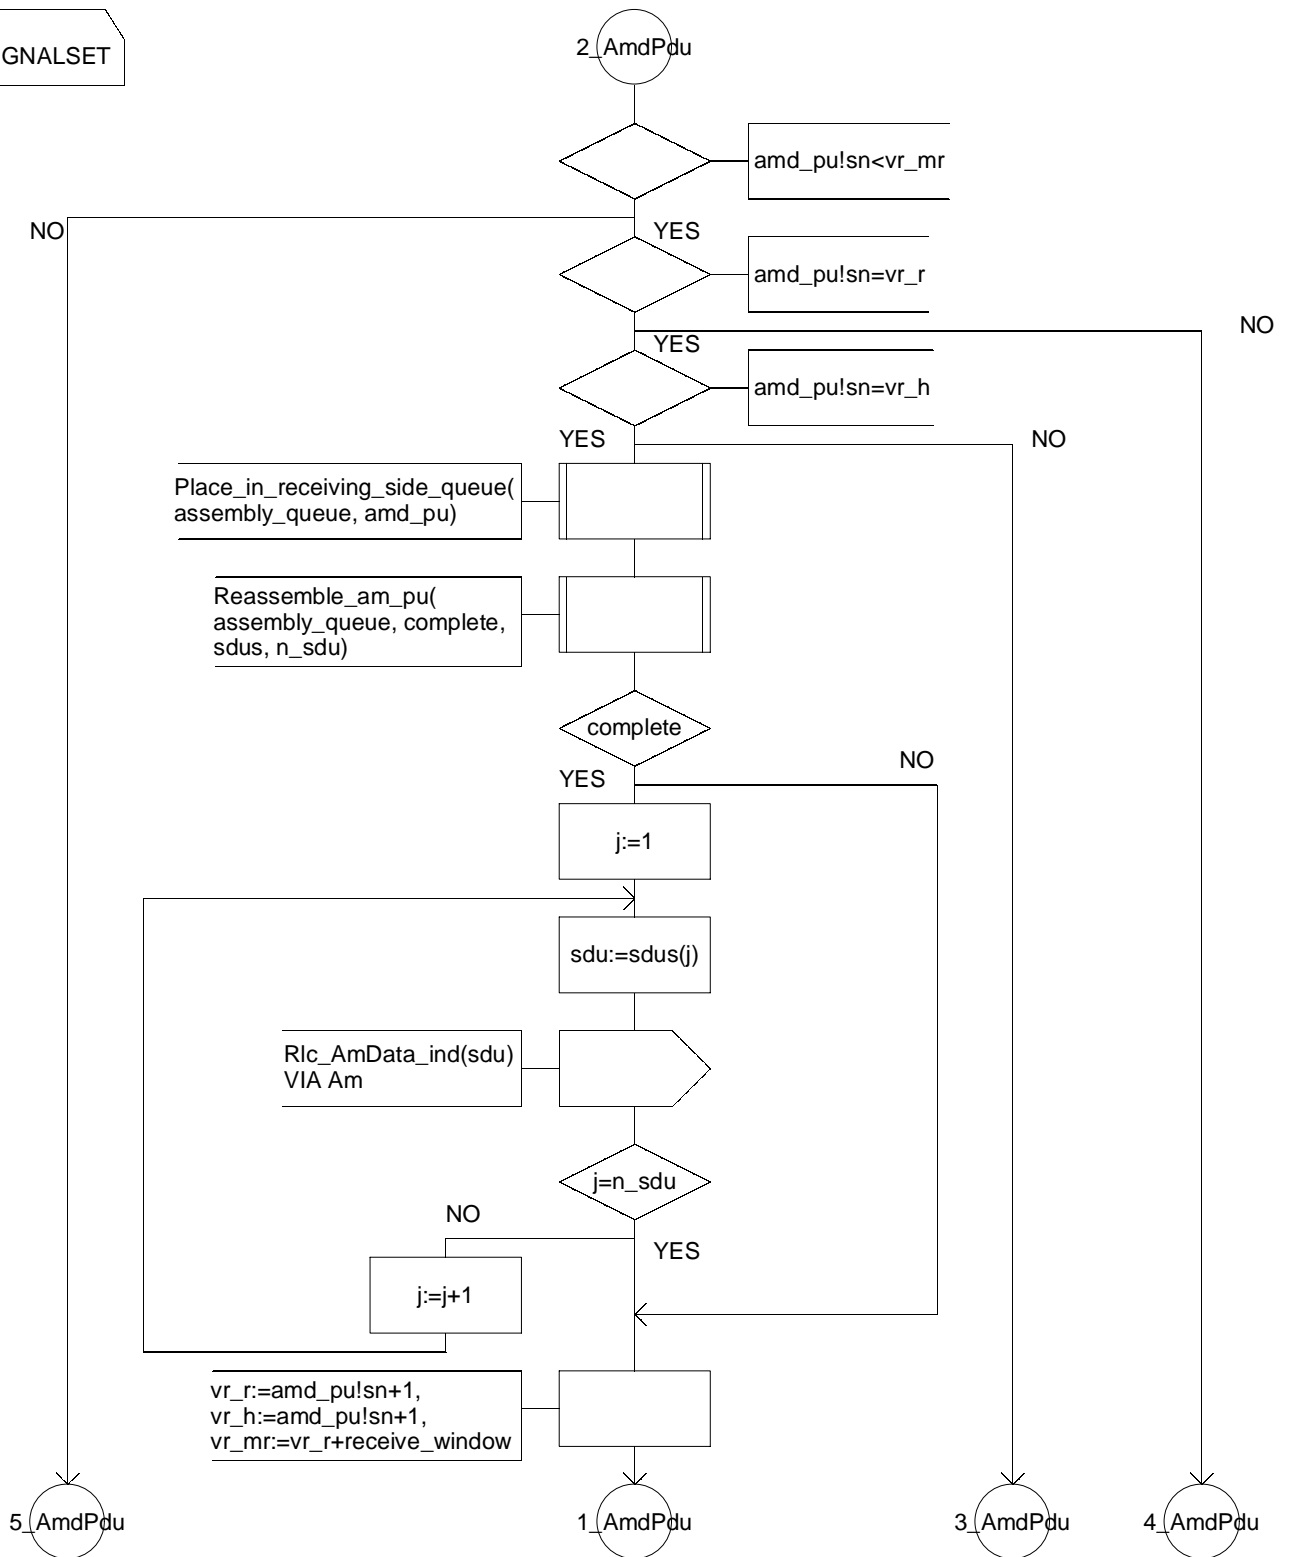 GNALSET
2_AmdPdu
amd_pu!sn<vr_mr
NO
YES
amd_pu!sn=vr_r
NO
YES
amd_pu!sn=vr_h
YES
NO
Place_in_receiving_side_queue(
assembly_queue, amd_pu)
Reassemble_am_pu(
assembly_queue, complete,
sdus, n_sdu)
complete
NO
YES
j:=1
sdu:=sdus(j)
Rlc_AmData_ind(sdu)
VIA Am
j=n_sdu
NO
YES
j:=j+1
vr_r:=amd_pu!sn+1,
vr_h:=amd_pu!sn+1,
vr_mr:=vr_r+receive_window
5_AmdPdu
1_AmdPdu
3_AmdPdu
4_AmdPdu